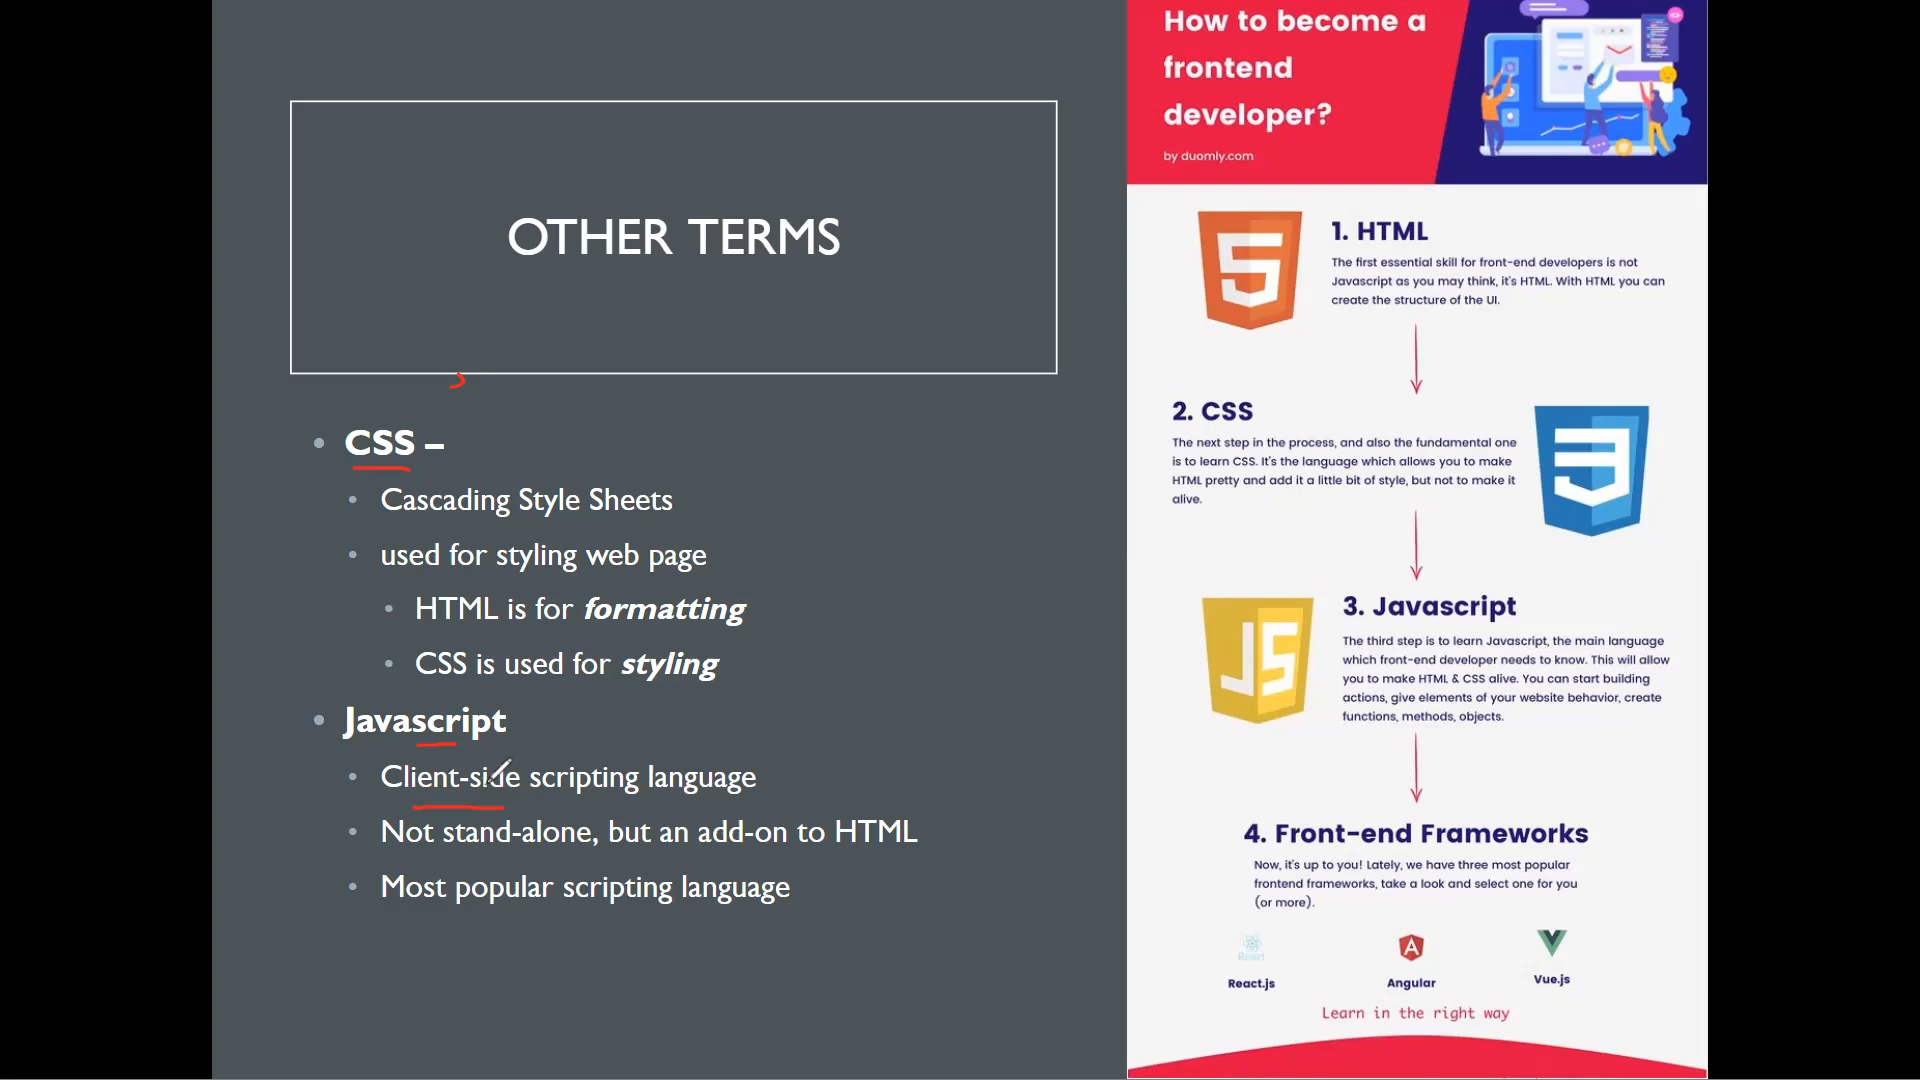 OTHER TERMS
CSS –
Cascading Style Sheets
used for styling web page
HTML is for formatting
CSS is used for styling
Javascript
Client-side scripting language
Not stand-alone, but an add-on to HTML
Most popular scripting language
How to become a
frontend
developer?
by duomly.com
1. HTML
The first essential skill for front-end developers is not
Javascript as you may think, it's HTML. With HTML you can
create the structure of the UI.
2. CSS
The next step in the process, and also the fundamental one
is to learn CSS. It's the language which allows you to make
HTML pretty and add it a little bit of style, but not to make it
alive.
JS
3. Javascript
The third step is to learn Javascript, the main language
which front-end developer needs to know. This will allow
you to make HTML & CSS alive. You can start building
actions, give elements of your website behavior, create
functions, methods, objects.
4. Front-end Frameworks
Now, it's up to you! Lately, we have three most popular
frontend frameworks, take a look and select one for you
(or more).
React
React.js
Angular
Vue.js
Learn in the right way